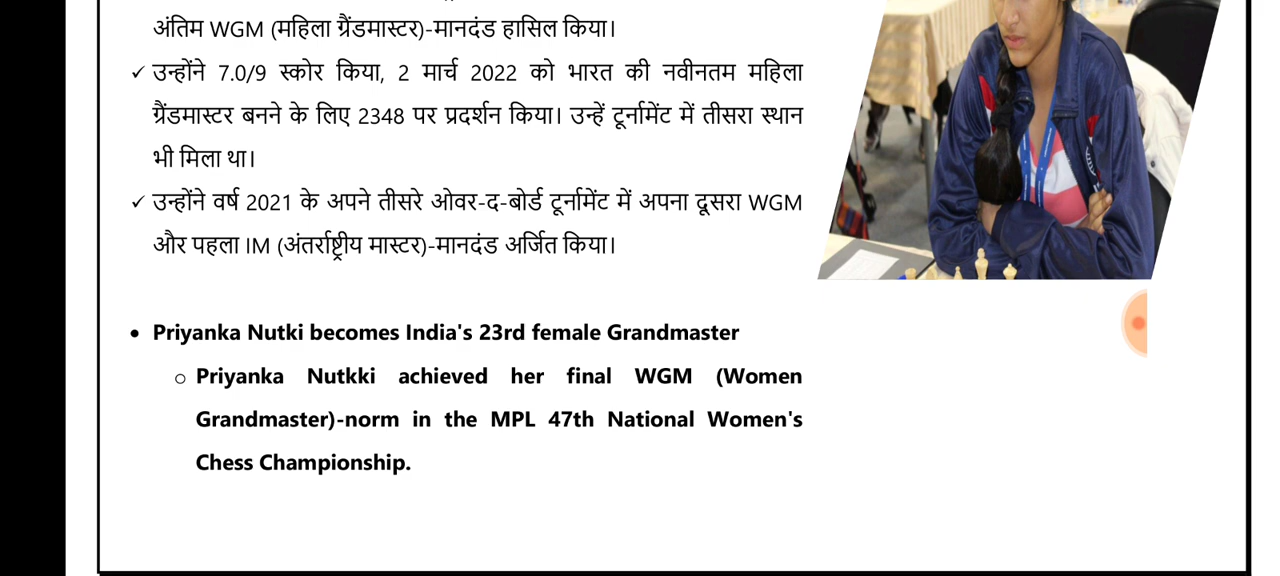 अंतिम WGM (महिला ग्रैंडमास्टर)-मानदंड हासिल किया।
✓ उन्होंने 7.0/9 स्कोर किया, 2 मार्च 2022 को भारत की नवीनतम महिला
ग्रैंडमास्टर बनने के लिए 2348 पर प्रदर्शन किया। उन्हें टूर्नामेंट में तीसरा स्थान
भी मिला था।
✓ उन्होंने वर्ष 2021 के अपने तीसरे ओवर-द-बोर्ड टूर्नामेंट में अपना दूसरा WGM
और पहला IM (अंतर्राष्ट्रीय मास्टर)-मानदंड अर्जित किया।
• Priyanka Nutki becomes India's 23rd female Grandmaster
o Priyanka Nutkki achieved her final WGM (Women
Grandmaster)-norm in the MPL 47th National Women's
Chess Championship.